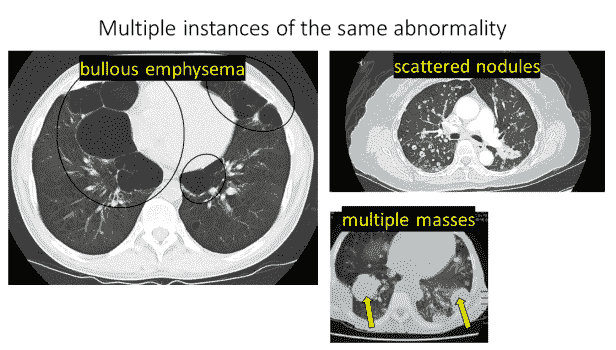 Multiple instances of the same abnormality
bullous emphysema
scattered nodules
multiple masses